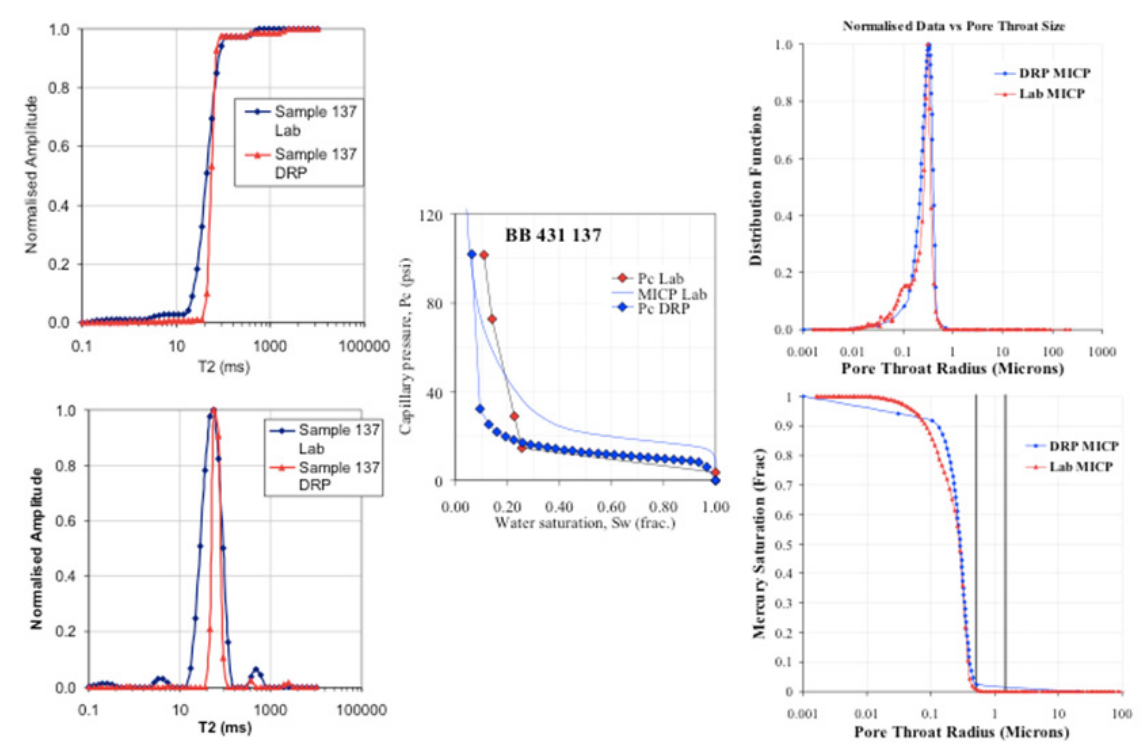 1.0
0.8
0.6
0.4
0.2
0.0
Normalised Amplitude
Sample 137
Lab
Sample 137
DRP
0.1
10
1000
100000
T2 (ms)
1.0
0.8
0.6
0.4
0.2
0.0
Normalised Amplitude
Sample 137
Lab
Sample 137
DRP
0.1
10
1000
100000
T2 (ms)
120
80
40
0
Capillary pressure, Pc (psi)
BB 431 137
Pc Lab
MICP Lab
Pc DRP
0.00
0.20
0.40
0.60
0.80
1.00
Water saturation, Sw (frac.)
Normalised Data vs Pore Throat Size
1.0
0.8
0.6
0.4
0.2
0.0
Distribution Functions
DRP MICP
Lab MICP
0.001
0.01
0.1
1
10
100
1000
Pore Throat Radius (Microns)
1
0.9
0.8
0.7
0.6
0.5
0.4
0.3
0.2
0.1
0
Mercury Saturation (Frac)
DRP MICP
Lab MICP
0.001
0.1
1
10
100
Pore Throat Radius (Microns)